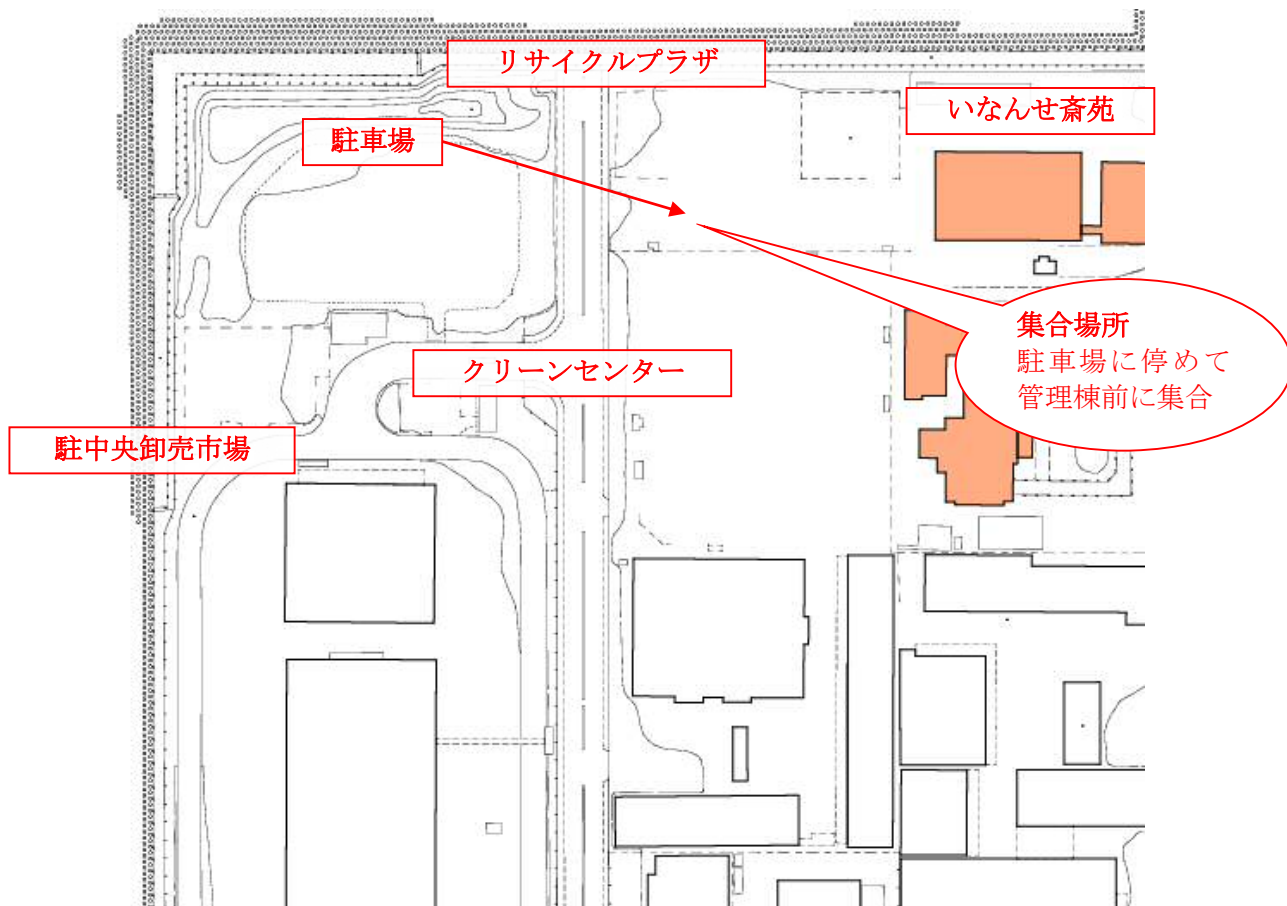 リサイクルプラザ
いなんせ斎苑
駐車場
集合場所
駐車場に停めて
管理棟前に集合
クリーンセンター
駐中央卸売市場